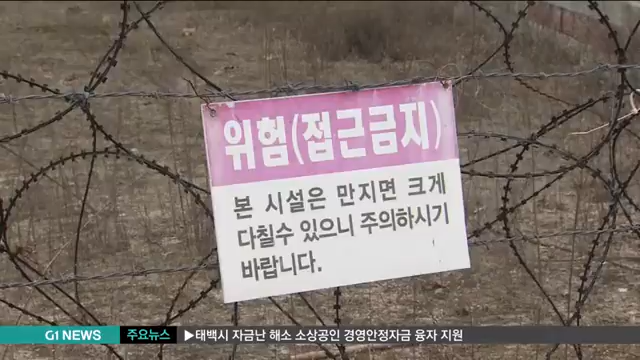 위험(접근금지)
본 시설은 만지면 크게
다칠수 있으니 주의하시기
바랍니다.
G1 NEWS 주요뉴스 ▶태백시 자금난 해소 소상공인 경영안정자금 융자 지원